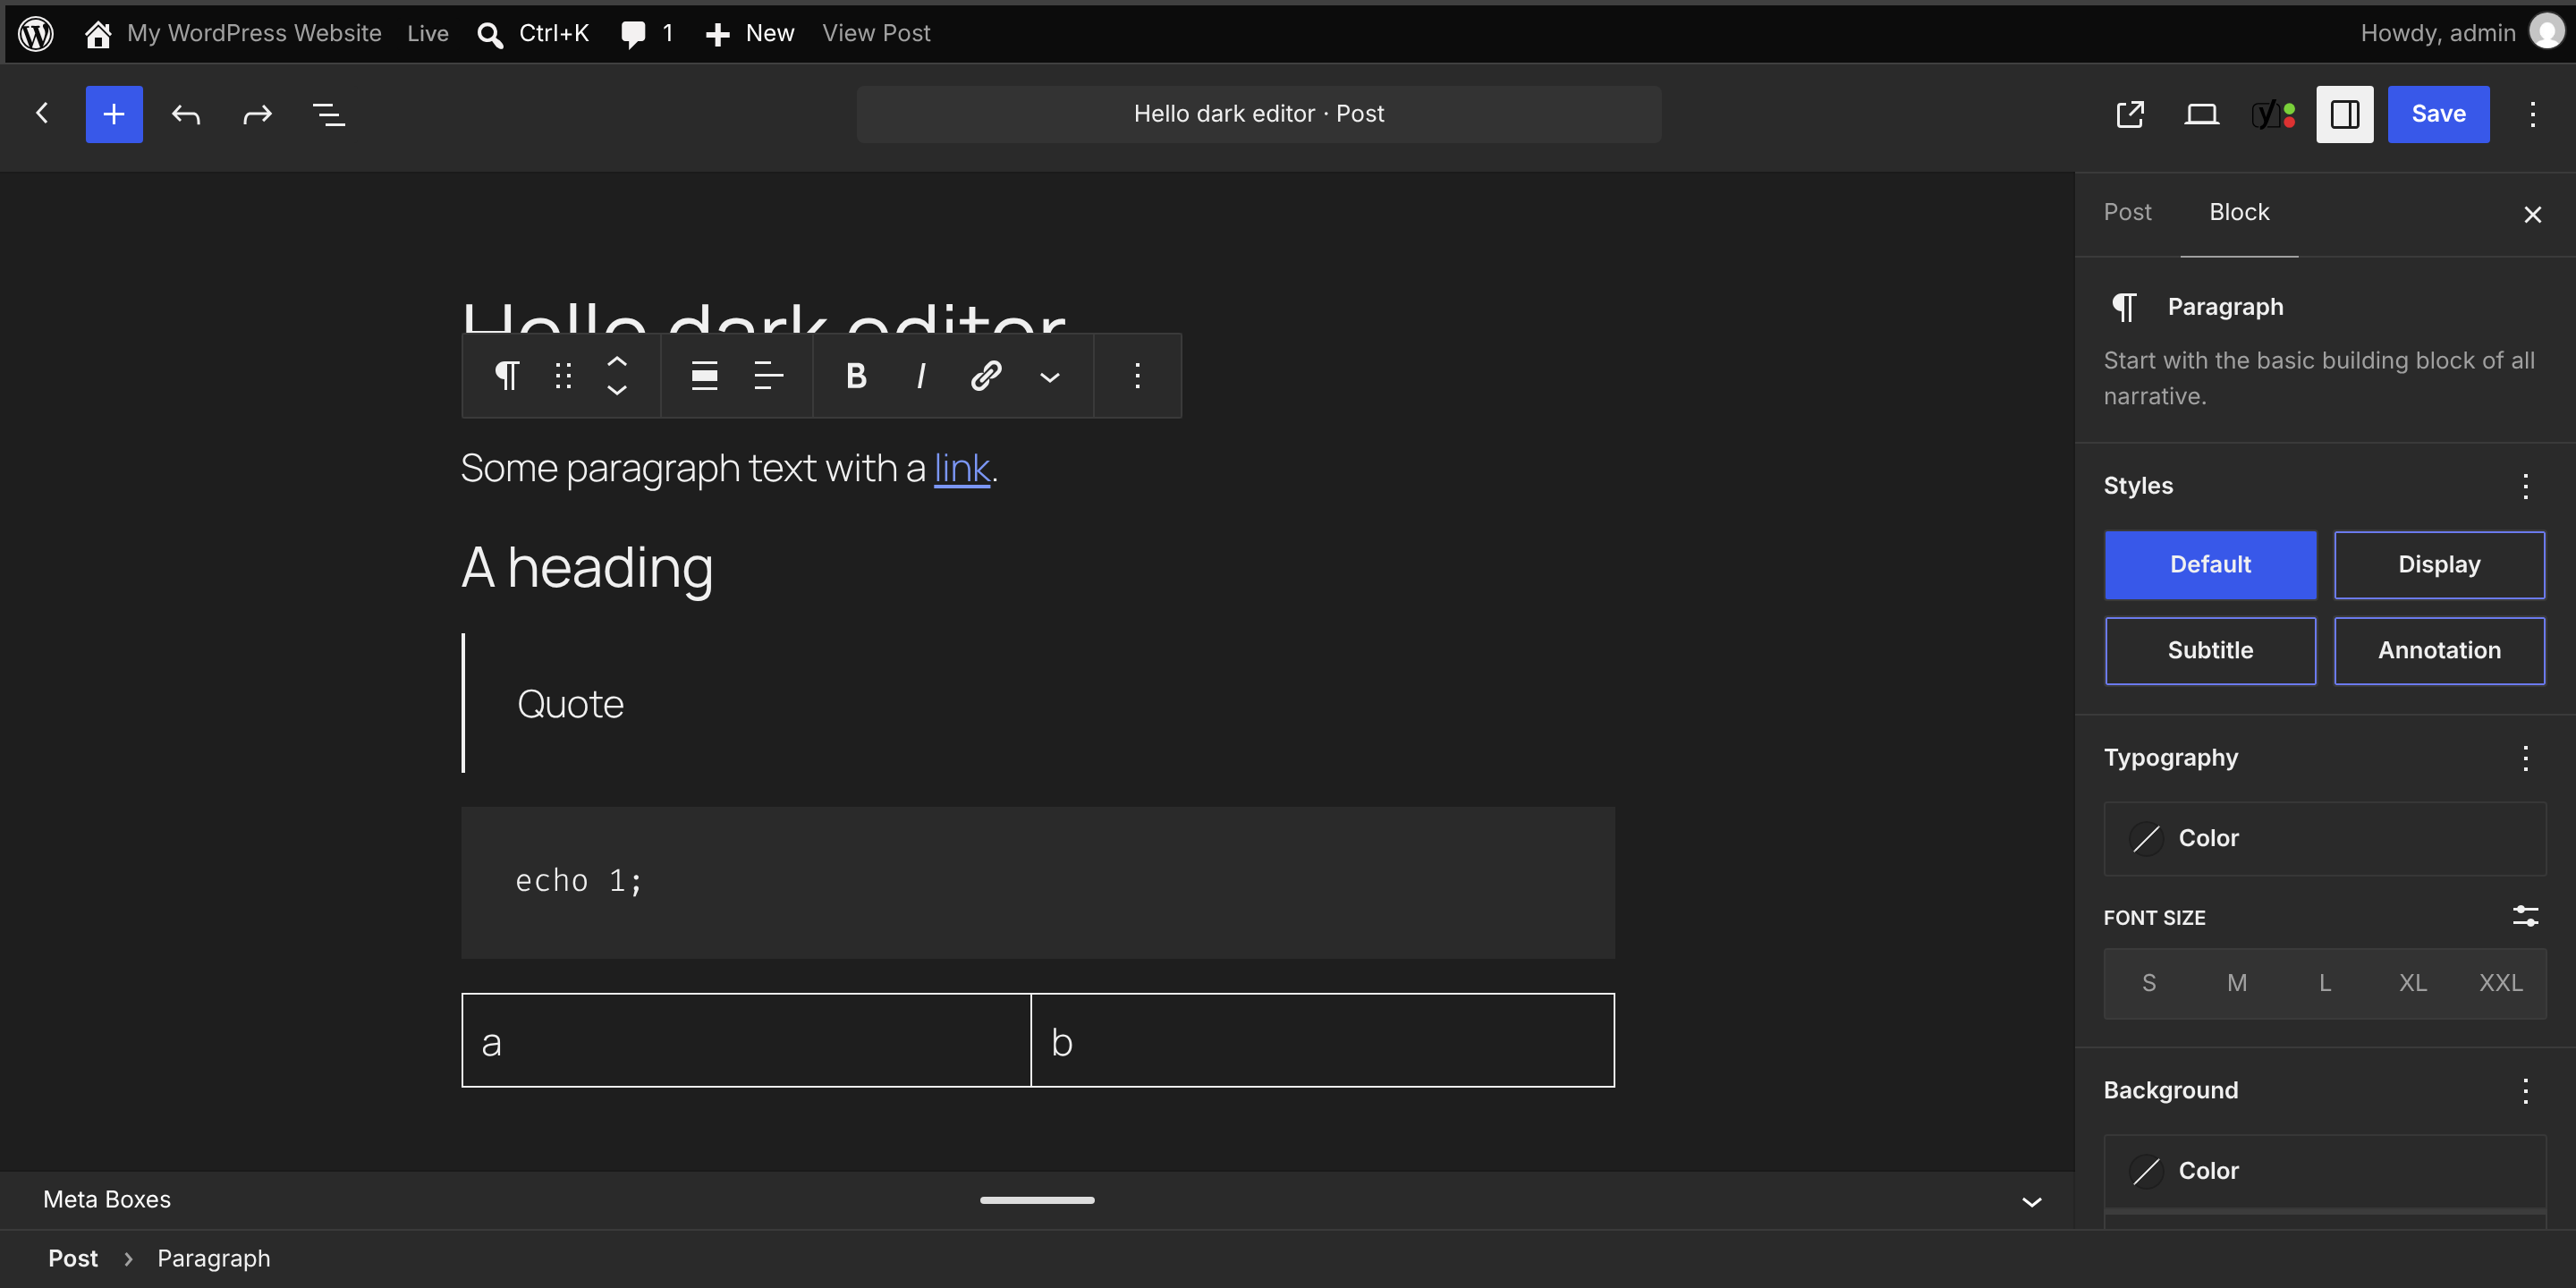 My WordPress Website Live Ctrl+K 1 New View Post Howdy, admin
Hello dark editor · Post
Save
Post Block
Hello dark editor
B I
Some paragraph text with a link.
A heading
Quote
echo 1;
a b
Meta Boxes
Post › Paragraph
Paragraph
Start with the basic building block of all
narrative.
Styles
Default Display
Subtitle Annotation
Typography
Color
FONT SIZE
S M L XL XXL
Background
Color